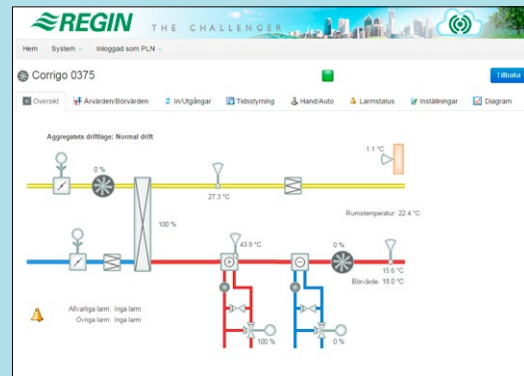 REGIN THE CHALLENGER
Hem System Inloggad som PLN
Corrigo 0375
Tillbaka
Översikt Ärvärden/Börvärden In/Utgångar Tidsstyrning Hand/Auto Larmstatus Inställningar Diagram
Aggregatets driftläge: Normal drift
1.1 °C
0 %
27.3 °C
Rumstemperatur 22.4 °C
100 %
43.9 °C
0 %
15.6 °C
Börvärde 18.0 °C
Allvarliga larm: Inga larm
Övriga larm: Inga larm
100 %
0 %